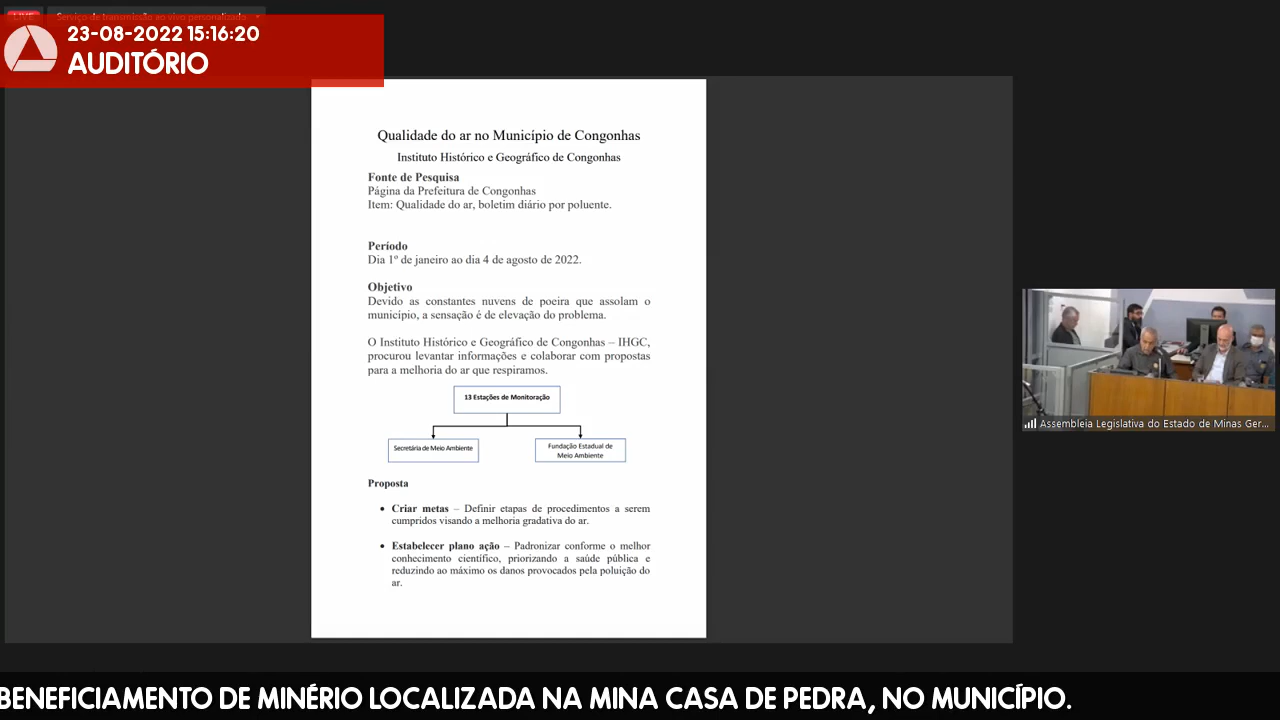 LIVE
Serviço de transmissão ao vivo personalizado
23-08-2022 15:16:20
AUDITÓRIO
Qualidade do ar no Município de Congonhas
Instituto Histórico e Geográfico de Congonhas
Fonte de Pesquisa
Página da Prefeitura de Congonhas
Item: Qualidade do ar, boletim diário por poluente.
Período
Dia 1º de janeiro ao dia 4 de agosto de 2022.
Objetivo
Devido as constantes nuvens de poeira que assolam o
município, a sensação é de elevação do problema.
O Instituto Histórico e Geográfico de Congonhas – IHGC,
procurou levantar informações e colaborar com propostas
para a melhoria do ar que respiramos.
13 Estações de Monitoração
Secretária de Meio Ambiente
Fundação Estadual de
Meio Ambiente
Proposta
• Criar metas – Definir etapas de procedimentos a serem
cumpridos visando a melhoria gradativa do ar.
• Estabelecer plano ação – Padronizar conforme o melhor
conhecimento científico, priorizando a saúde pública e
reduzindo ao máximo os danos provocados pela poluição do
ar.
Assembleia Legislativa do Estado de Minas Ger...
BENEFICIAMENTO DE MINÉRIO LOCALIZADA NA MINA CASA DE PEDRA, NO MUNICÍPIO.